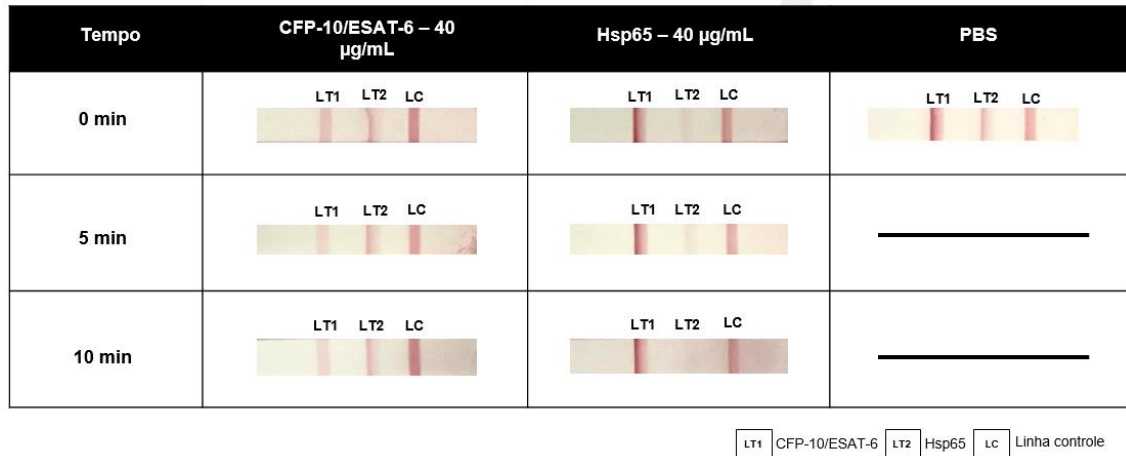 Tempo
CFP-10/ESAT-6 – 40
µg/mL
Hsp65 – 40 µg/mL
PBS
0 min
LT1 LT2 LC
LT1 LT2 LC
LT1 LT2 LC
5 min
LT1 LT2 LC
LT1 LT2 LC
10 min
LT1 LT2 LC
LT1 LT2 LC
LT1 CFP-10/ESAT-6 LT2 Hsp65 LC Linha controle